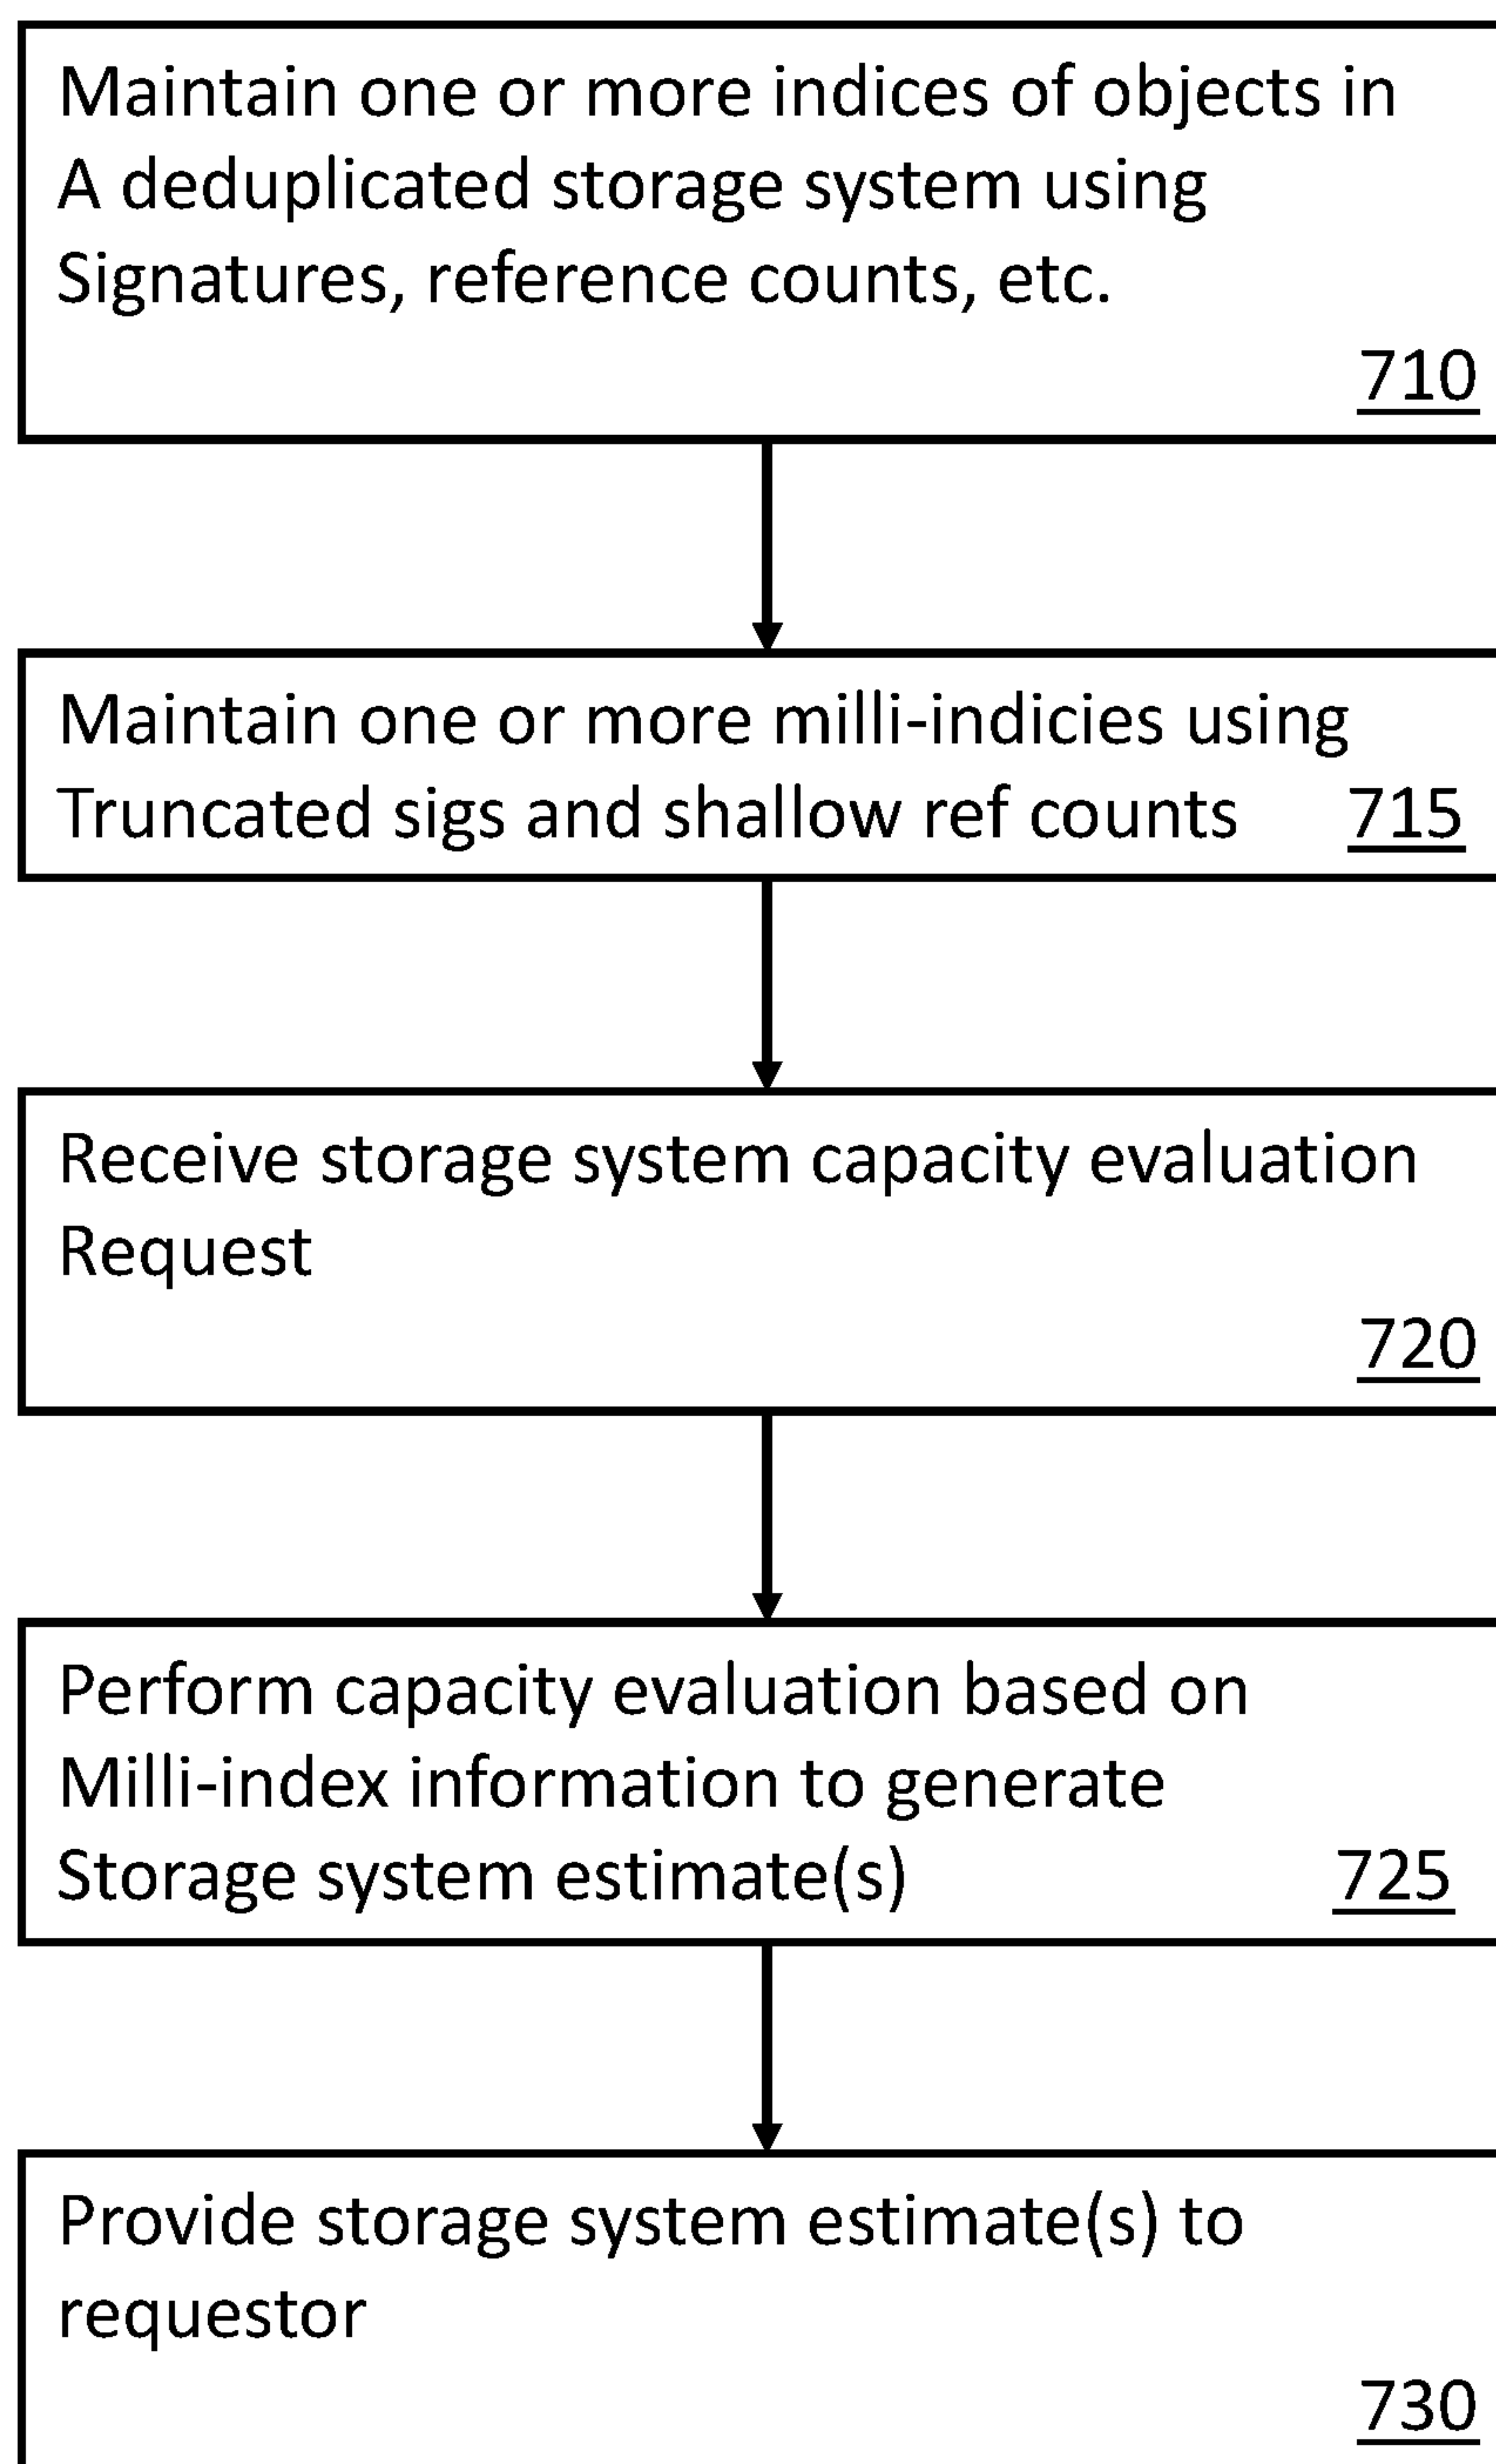 Maintain one or more indices of objects in
A deduplicated storage system using
Signatures, reference counts, etc.
710
Maintain one or more milli-indicies using
Truncated sigs and shallow ref counts 715
Receive storage system capacity evaluation
Request
720
Perform capacity evaluation based on
Milli-index information to generate
Storage system estimate(s) 725
Provide storage system estimate(s) to
requestor
730